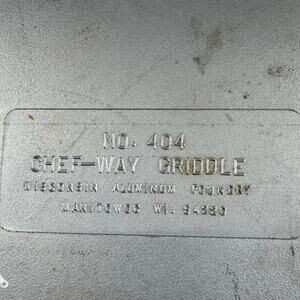 NO. 404
CHEF-WAY GRIDDLE
WISCONSIN ALUMINUM FOUNDRY
MANITOWOC WI. 54220